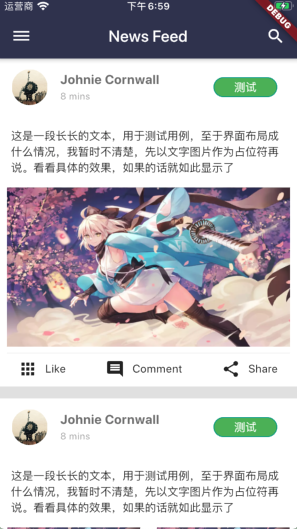 运营商 下午6:59
DEBUG
News Feed
Johnie Cornwall
8 mins
测试
这是一段长长的文本，用于测试用例，至于界面布局成
什么情况，我暂时不清楚，先以文字图片作为占位符再
说。看看具体的效果，如果的话就如此显示了
Like Comment Share
Johnie Cornwall
8 mins
测试
这是一段长长的文本，用于测试用例，至于界面布局成
什么情况，我暂时不清楚，先以文字图片作为占位符再
说。看看具体的效果，如果的话就如此显示了